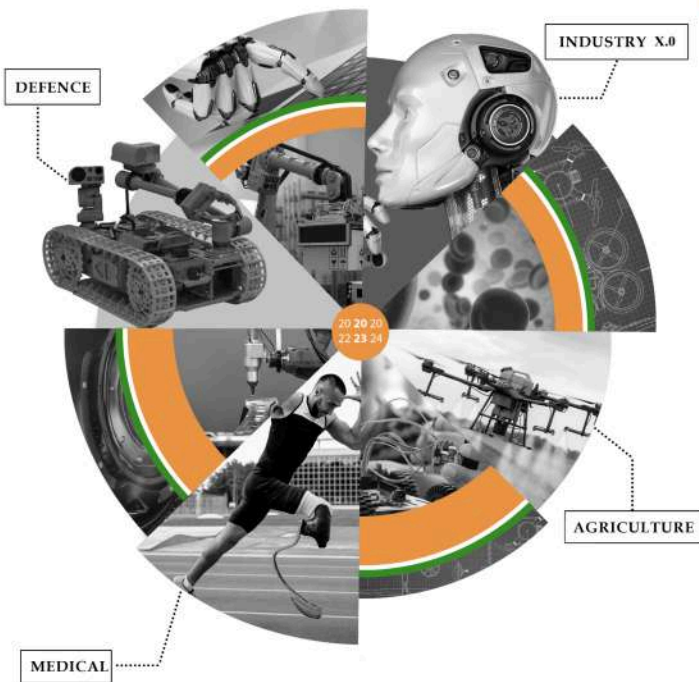 INDUSTRY X.0
DEFENCE
20 20 20
22 23 24
AGRICULTURE
MEDICAL